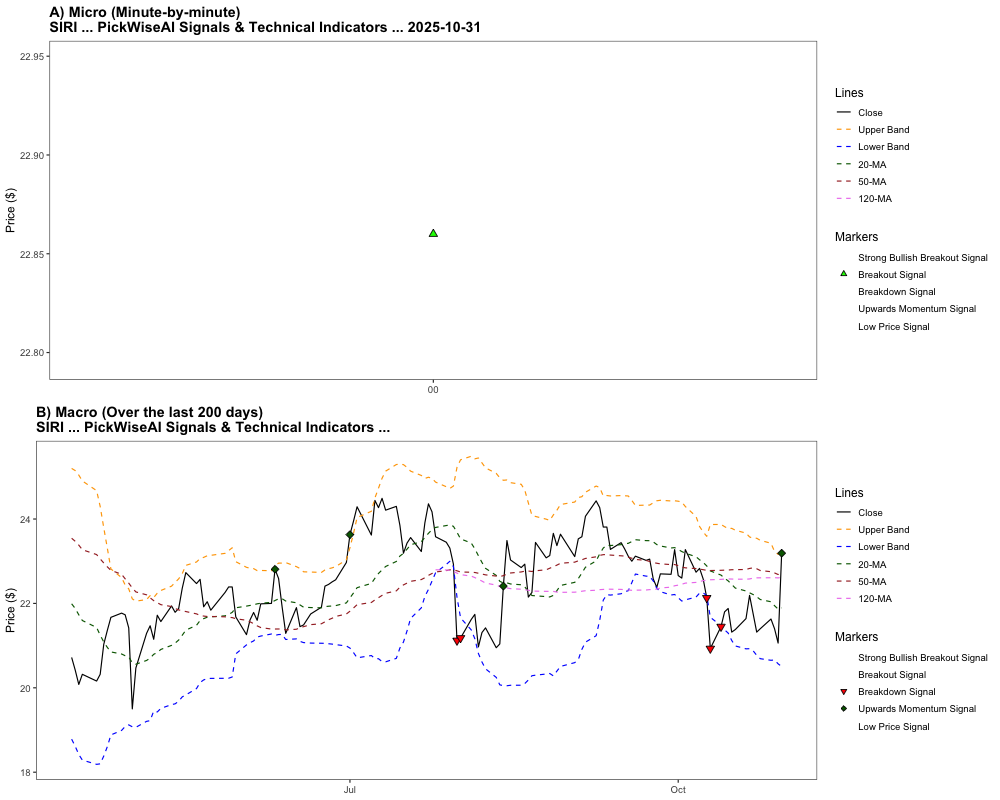 A) Micro (Minute-by-minute)
SIRI ... PickWiseAI Signals & Technical Indicators ... 2025-10-31
22.95
22.90
22.85
22.80
Price ($)
00
Lines
Close
Upper Band
Lower Band
20-MA
50-MA
120-MA
Markers
Strong Bullish Breakout Signal
Breakout Signal
Breakdown Signal
Upwards Momentum Signal
Low Price Signal
B) Macro (Over the last 200 days)
SIRI ... PickWiseAI Signals & Technical Indicators ...
24
22
20
18
Price ($)
Jul
Oct
Lines
Close
Upper Band
Lower Band
20-MA
50-MA
120-MA
Markers
Strong Bullish Breakout Signal
Breakout Signal
Breakdown Signal
Upwards Momentum Signal
Low Price Signal